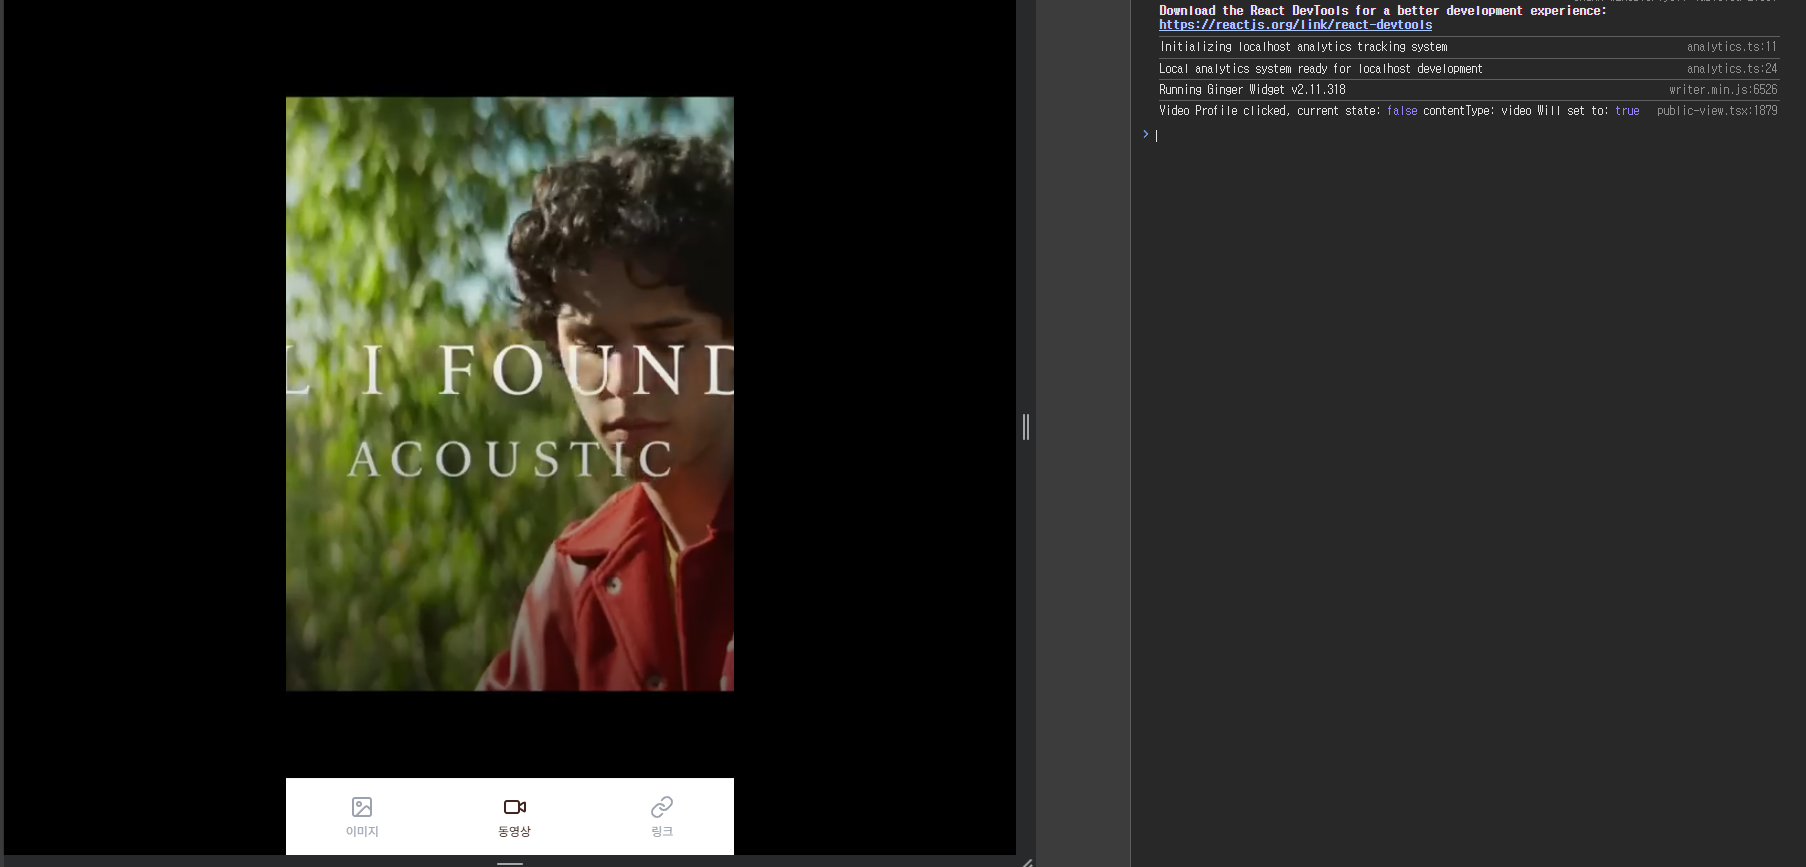 L I FOUND
ACOUSTIC
이미지
동영상
링크
Download the React DevTools for a better development experience:
https://reactjs.org/link/react-devtools
Initializing localhost analytics tracking system analytics.ts:11
Local analytics system ready for localhost development analytics.ts:24
Running Ginger Widget v2.11.318 writer.min.js:6526
Video Profile clicked, current state: false contentType: video Will set to: true public-view.tsx:1879